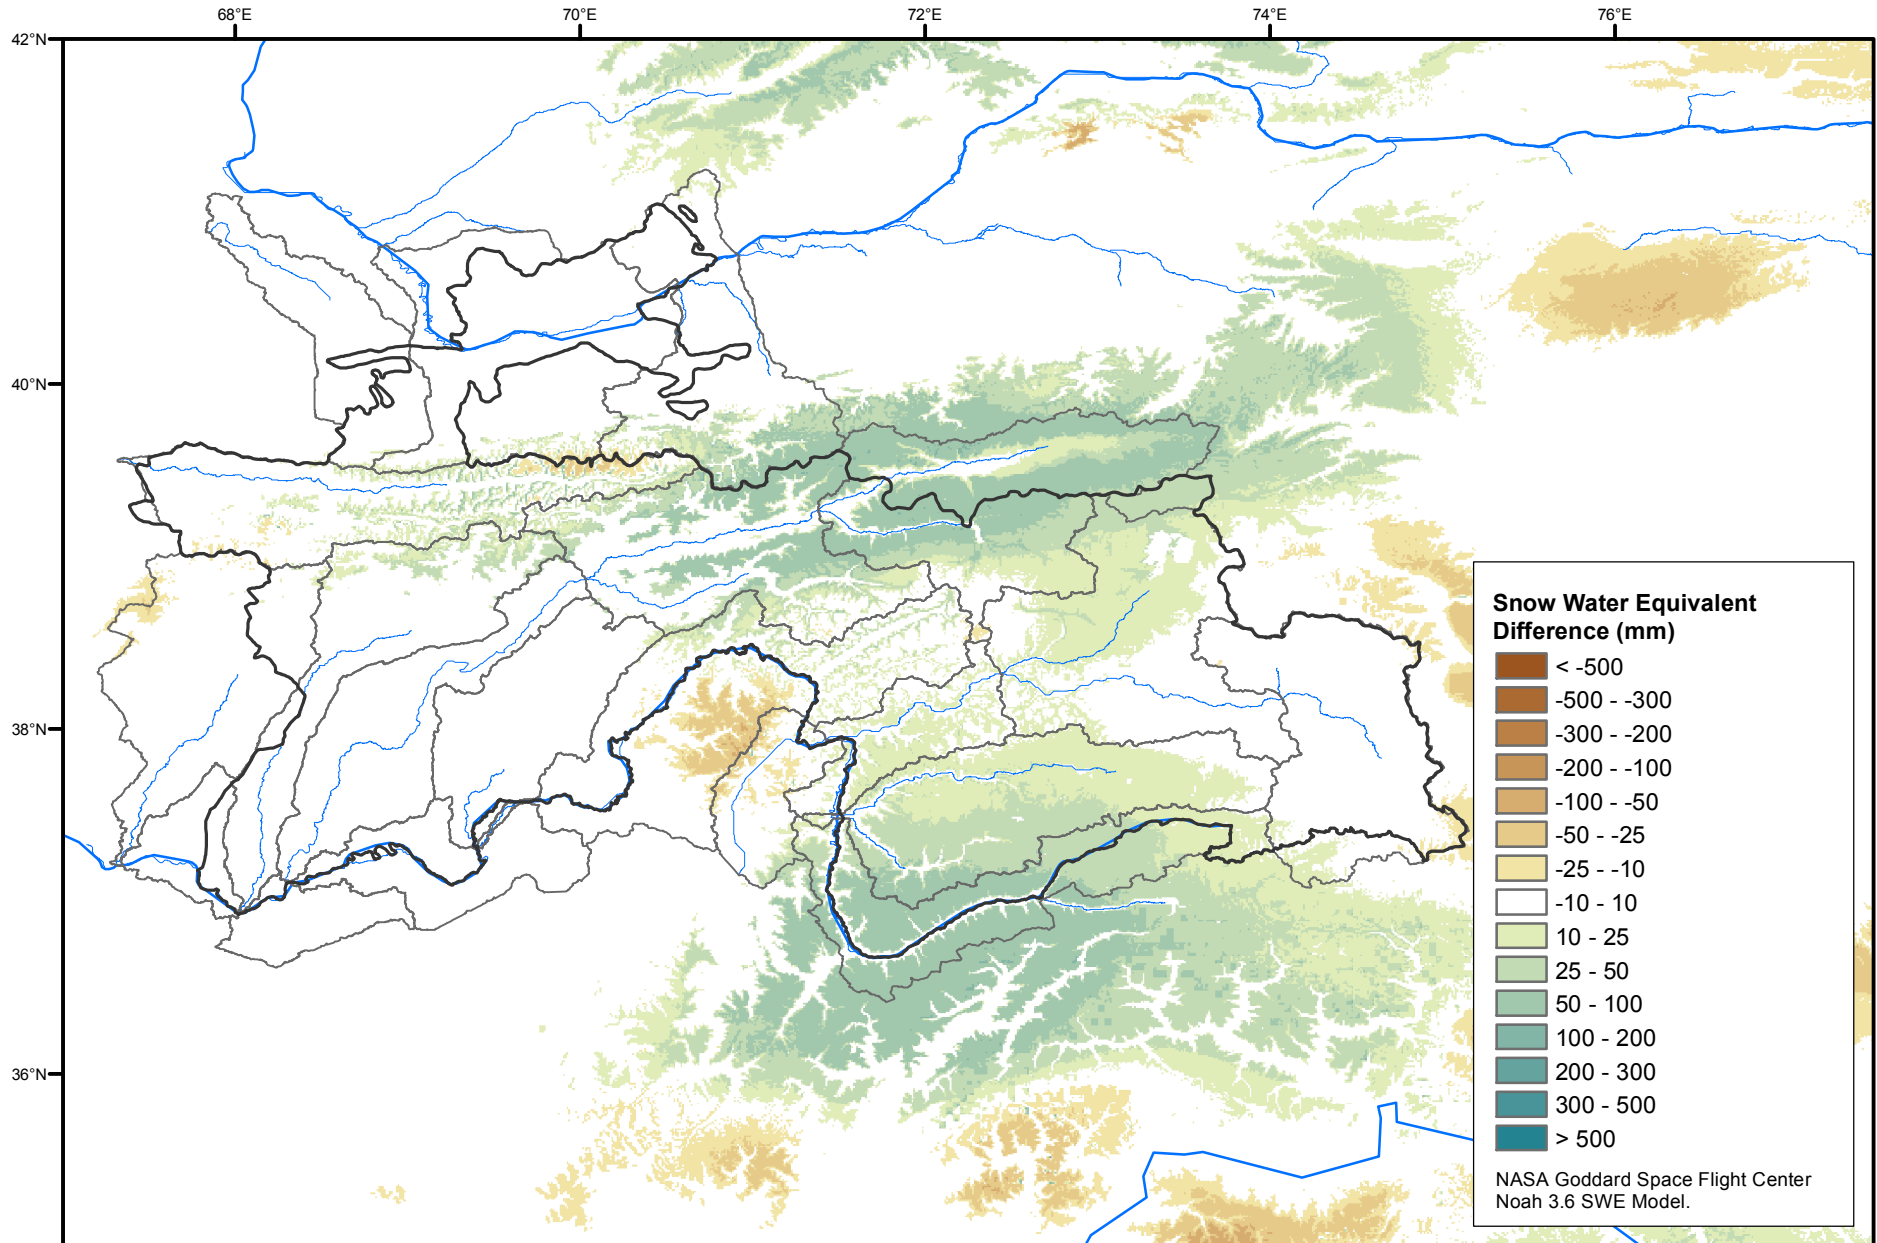 68°E 70°E 72°E 74°E 76°E
42°N
40°N
38°N
36°N
Snow Water Equivalent
Difference (mm)
< -500
-500 - -300
-300 - -200
-200 - -100
-100 - -50
-50 - -25
-25 - -10
-10 - 10
10 - 25
25 - 50
50 - 100
100 - 200
200 - 300
300 - 500
> 500
NASA Goddard Space Flight Center
Noah 3.6 SWE Model.